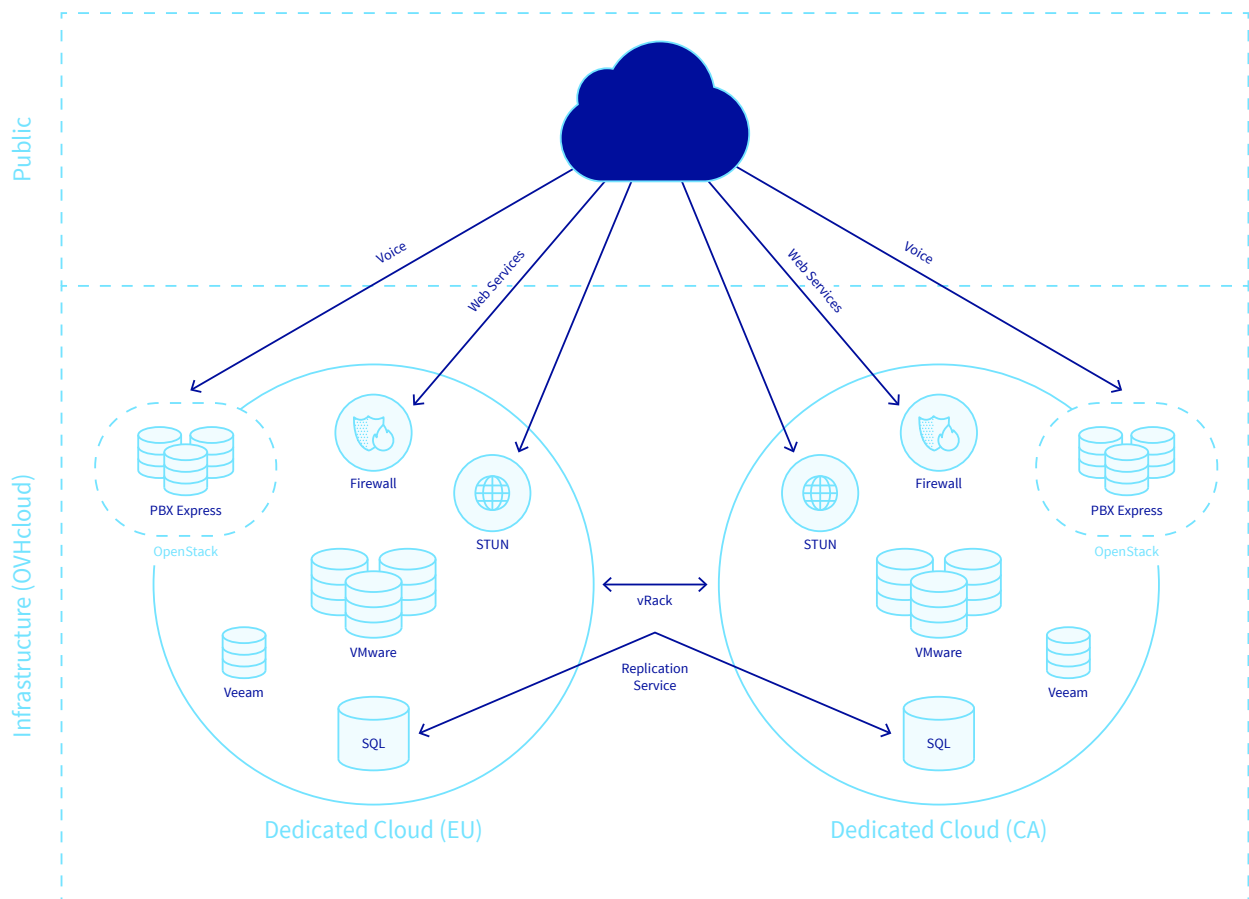 Public
Voice
Web Services
Web Services
Voice
Infrastructure (OVHcloud)
PBX Express
OpenStack
Firewall
STUN
VMware
Veeam
SQL
Dedicated Cloud (EU)
vRack
Replication
Service
STUN
Firewall
PBX Express
OpenStack
VMware
Veeam
SQL
Dedicated Cloud (CA)